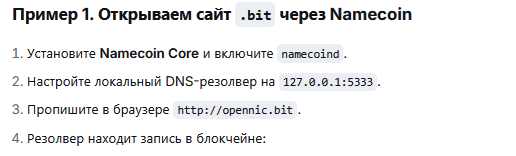 Пример 1. Открываем сайт .bit через Namecoin
1. Установите Namecoin Core и включите namecoind.
2. Настройте локальный DNS-резолвер на 127.0.0.1:5333.
3. Пропишите в браузере http://opennic.bit.
4. Резолвер находит запись в блокчейне: